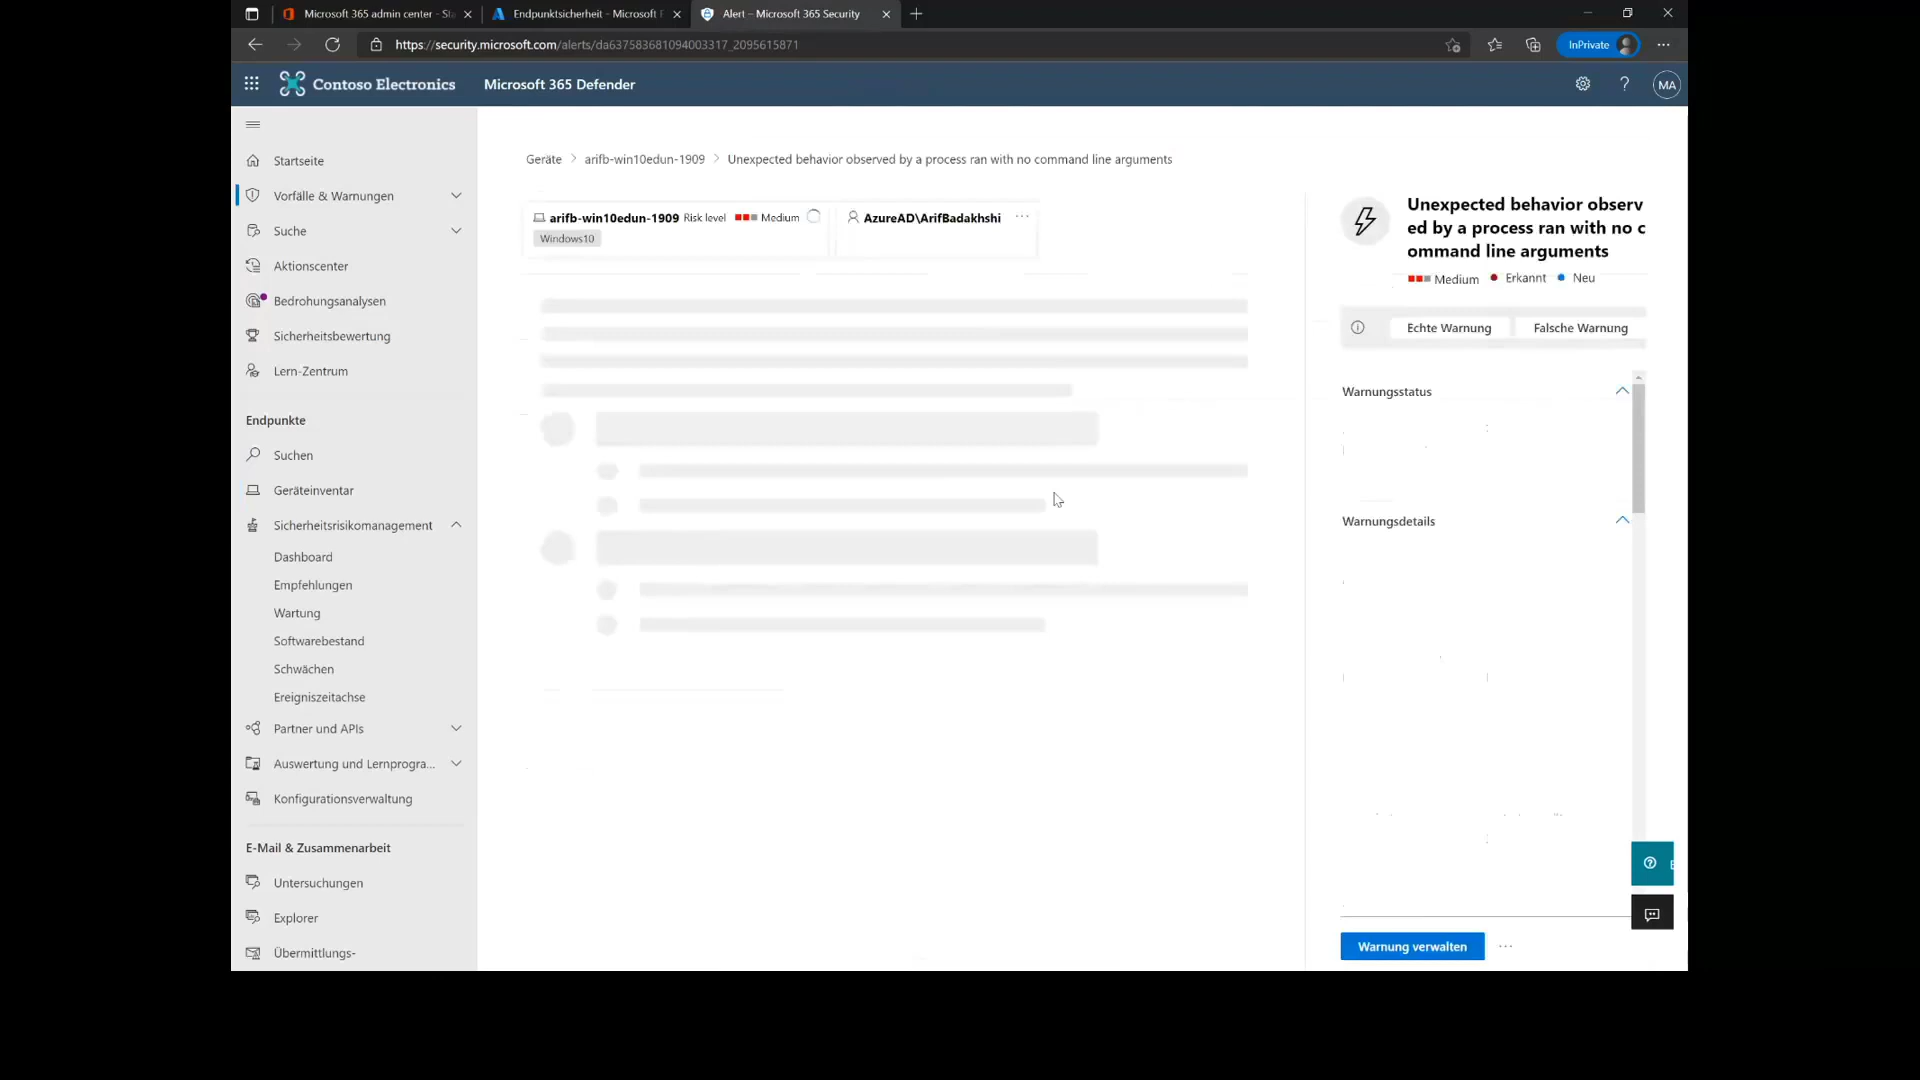 Microsoft 365 admin center - Sta
Endpunktsicherheit - Microsoft E
Alert – Microsoft 365 Security
https://security.microsoft.com/alerts/da637583681094003317_2095615871
InPrivate
Contoso Electronics
Microsoft 365 Defender
MA
Startseite
Vorfälle & Warnungen
Suche
Aktionscenter
Bedrohungsanalysen
Sicherheitsbewertung
Lern-Zentrum
Endpunkte
Suchen
Geräteinventar
Sicherheitsrisikomanagement
Dashboard
Empfehlungen
Wartung
Softwarebestand
Schwächen
Ereigniszeitachse
Partner und APIs
Auswertung und Lernprogra...
Konfigurationsverwaltung
E-Mail & Zusammenarbeit
Untersuchungen
Explorer
Übermittlungs-
Geräte > arifb-win10edun-1909 > Unexpected behavior observed by a process ran with no command line arguments
arifb-win10edun-1909 Risk level Medium
Windows10
AzureAD\ArifBadakhshi
Unexpected behavior observ
ed by a process ran with no c
ommand line arguments
Medium Erkannt Neu
Echte Warnung Falsche Warnung
Warnungsstatus
Warnungsdetails
Warnung verwalten